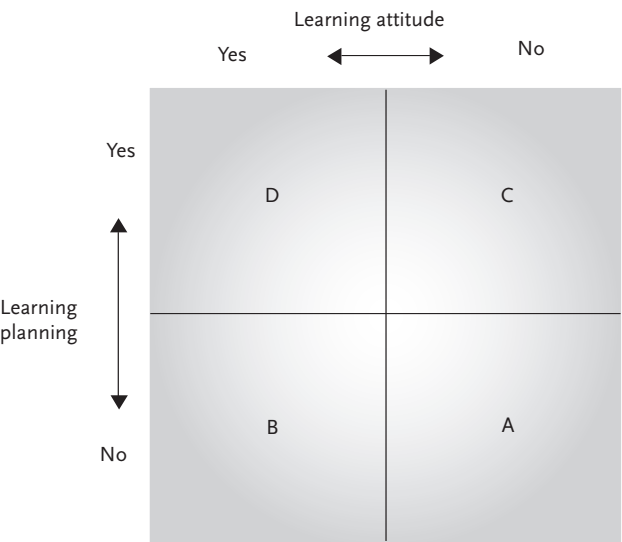 Learning attitude
Yes
No
Yes
D
C
Learning
planning
B
A
No